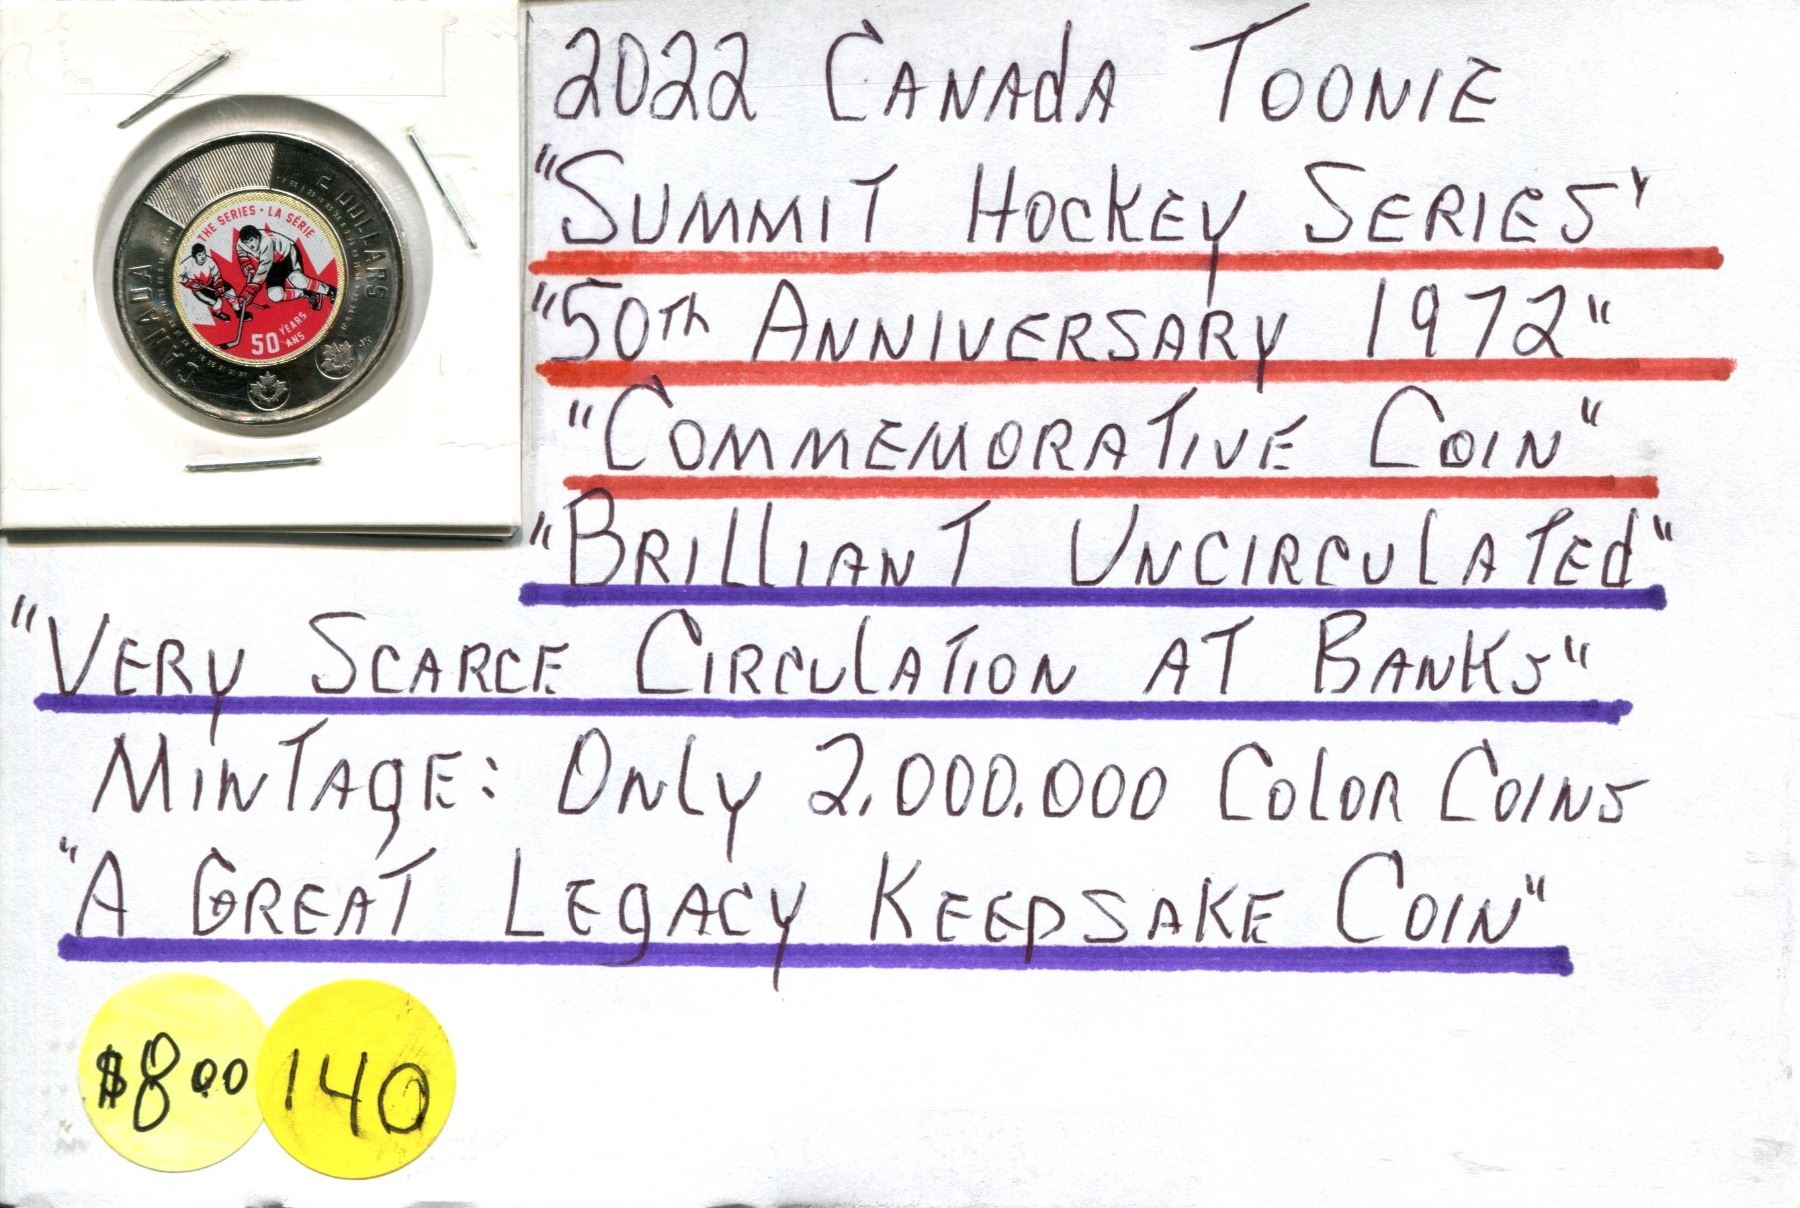 THE SERIES • LA SÉRIE
50 YEARS ANS
CANADA
DOLLARS
2022 CANADA TOONIE
"SUMMIT HOCKEY SERIES"
"50th ANNIVERSARY 1972"
"COMMEMORATIVE COIN"
"BRILLIANT UNCIRCULATED"
"VERY SCARCE CIRCULATION AT BANKS"
MINTAGE: ONLY 2,000.000 COLOR COINS
"A GREAT LEGACY KEEPSAKE COIN"
$8.00
140